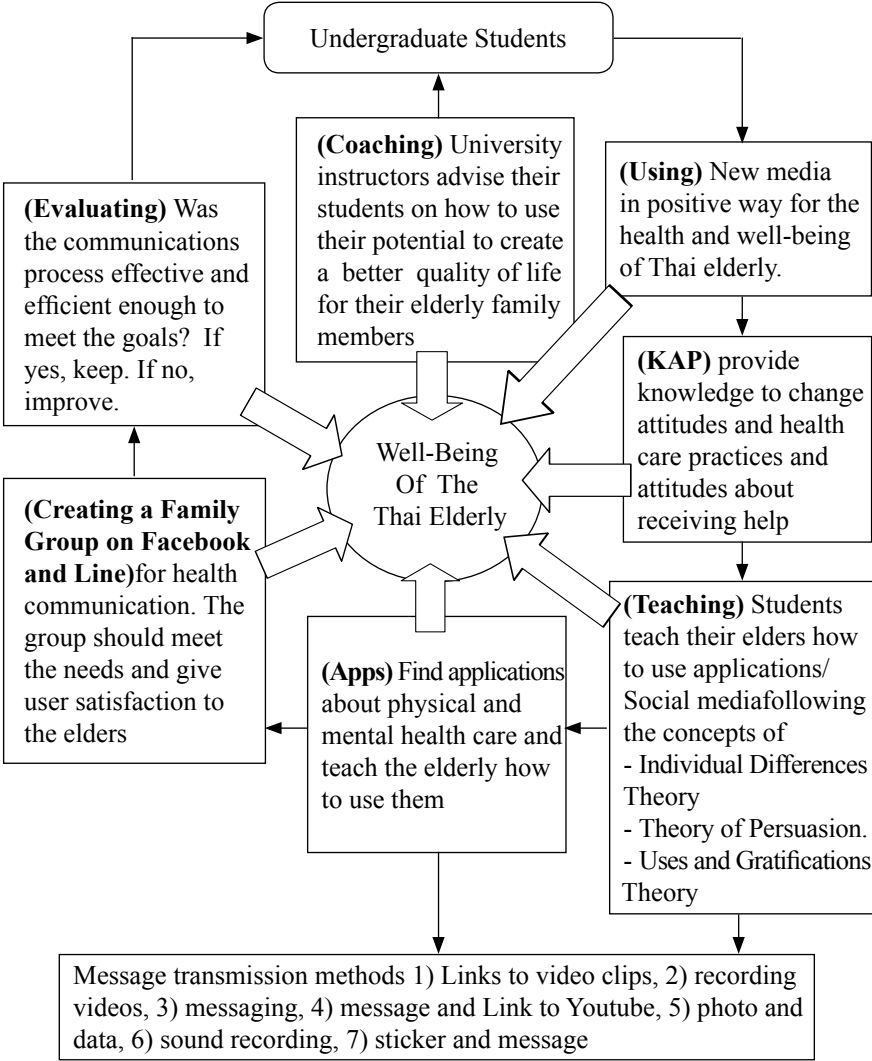 Undergraduate Students
(Coaching) University
instructors advise their
students on how to use
their potential to create
a better quality of life
for their elderly family
members
(Using) New media
in positive way for the
health and well-being
of Thai elderly.
(Evaluating) Was
the communications
process effective and
efficient enough to
meet the goals? If
yes, keep. If no,
improve.
(KAP) provide
knowledge to change
attitudes and health
care practices and
attitudes about
receiving help
Well-Being
Of The
Thai Elderly
(Creating a Family
Group on Facebook
and Line)for health
communication. The
group should meet
the needs and give
user satisfaction to
the elders
(Apps) Find applications
about physical and
mental health care and
teach the elderly how
to use them
(Teaching) Students
teach their elders how
to use applications/
Social mediafollowing
the concepts of
- Individual Differences
Theory
- Theory of Persuasion.
- Uses and Gratifications
Theory
Message transmission methods 1) Links to video clips, 2) recording
videos, 3) messaging, 4) message and Link to Youtube, 5) photo and
data, 6) sound recording, 7) sticker and message